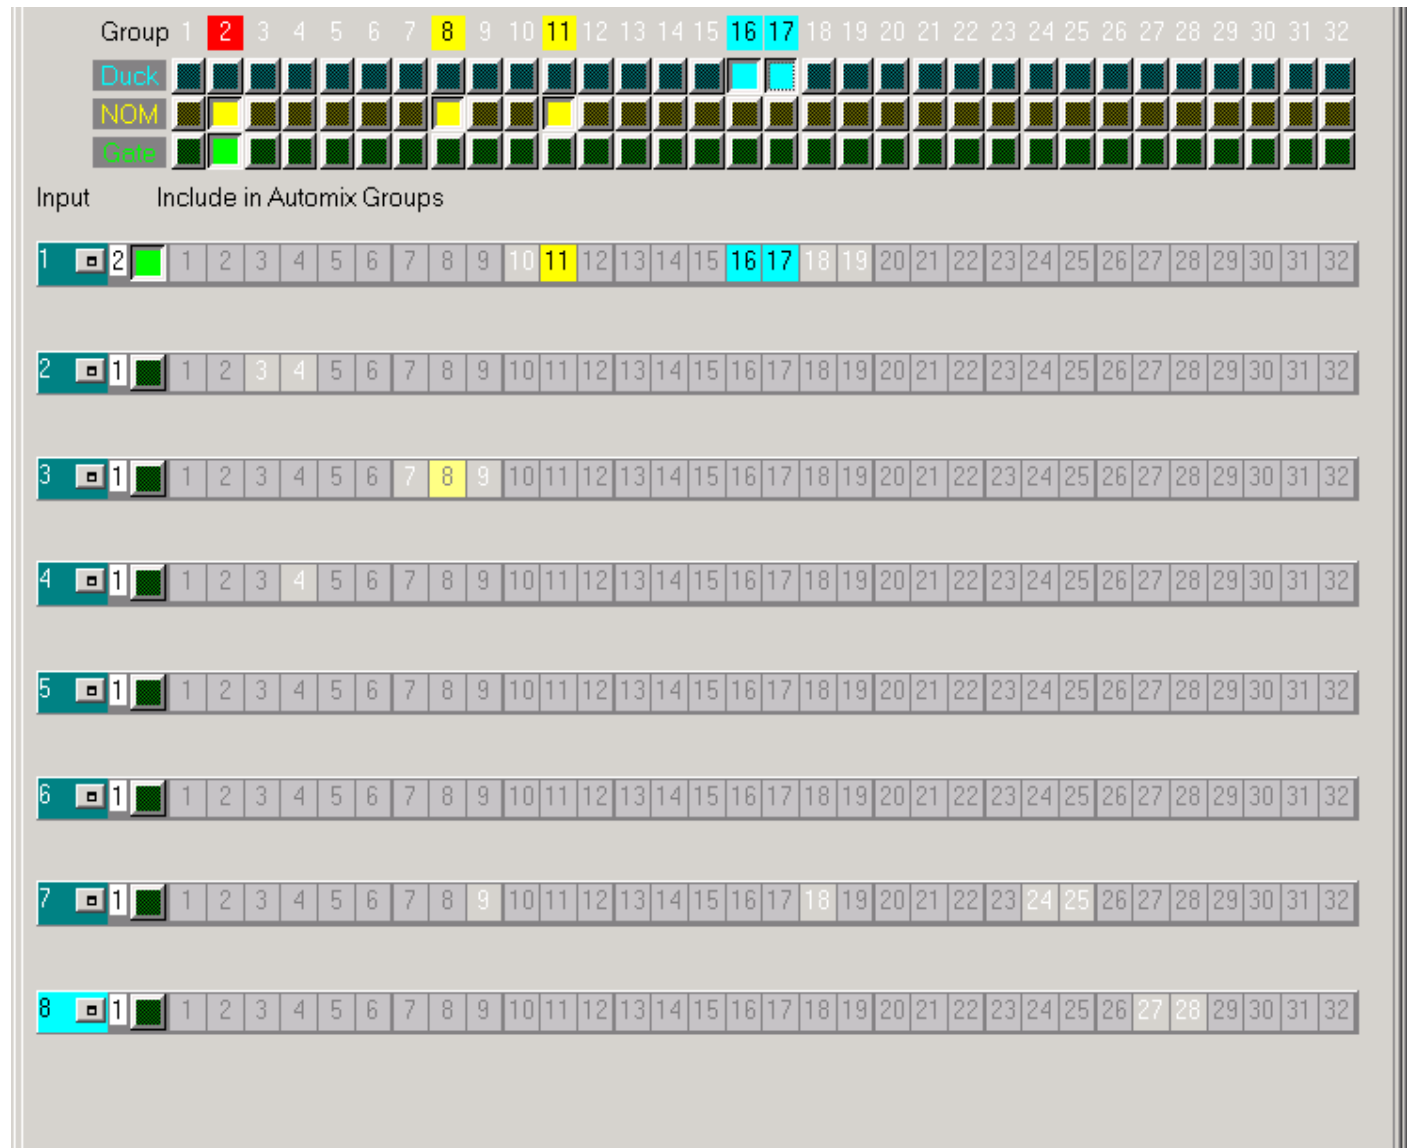 Group 1 2 3 4 5 6 7 8 9 10 11 12 13 14 15 16 17 18 19 20 21 22 23 24 25 26 27 28 29 30 31 32
Duck
NOM
Gate
Input Include in Automix Groups
1 2 1 2 3 4 5 6 7 8 9 10 11 12 13 14 15 16 17 18 19 20 21 22 23 24 25 26 27 28 29 30 31 32
2 1 1 2 3 4 5 6 7 8 9 10 11 12 13 14 15 16 17 18 19 20 21 22 23 24 25 26 27 28 29 30 31 32
3 1 1 2 3 4 5 6 7 8 9 10 11 12 13 14 15 16 17 18 19 20 21 22 23 24 25 26 27 28 29 30 31 32
4 1 1 2 3 4 5 6 7 8 9 10 11 12 13 14 15 16 17 18 19 20 21 22 23 24 25 26 27 28 29 30 31 32
5 1 1 2 3 4 5 6 7 8 9 10 11 12 13 14 15 16 17 18 19 20 21 22 23 24 25 26 27 28 29 30 31 32
6 1 1 2 3 4 5 6 7 8 9 10 11 12 13 14 15 16 17 18 19 20 21 22 23 24 25 26 27 28 29 30 31 32
7 1 1 2 3 4 5 6 7 8 9 10 11 12 13 14 15 16 17 18 19 20 21 22 23 24 25 26 27 28 29 30 31 32
8 1 1 2 3 4 5 6 7 8 9 10 11 12 13 14 15 16 17 18 19 20 21 22 23 24 25 26 27 28 29 30 31 32